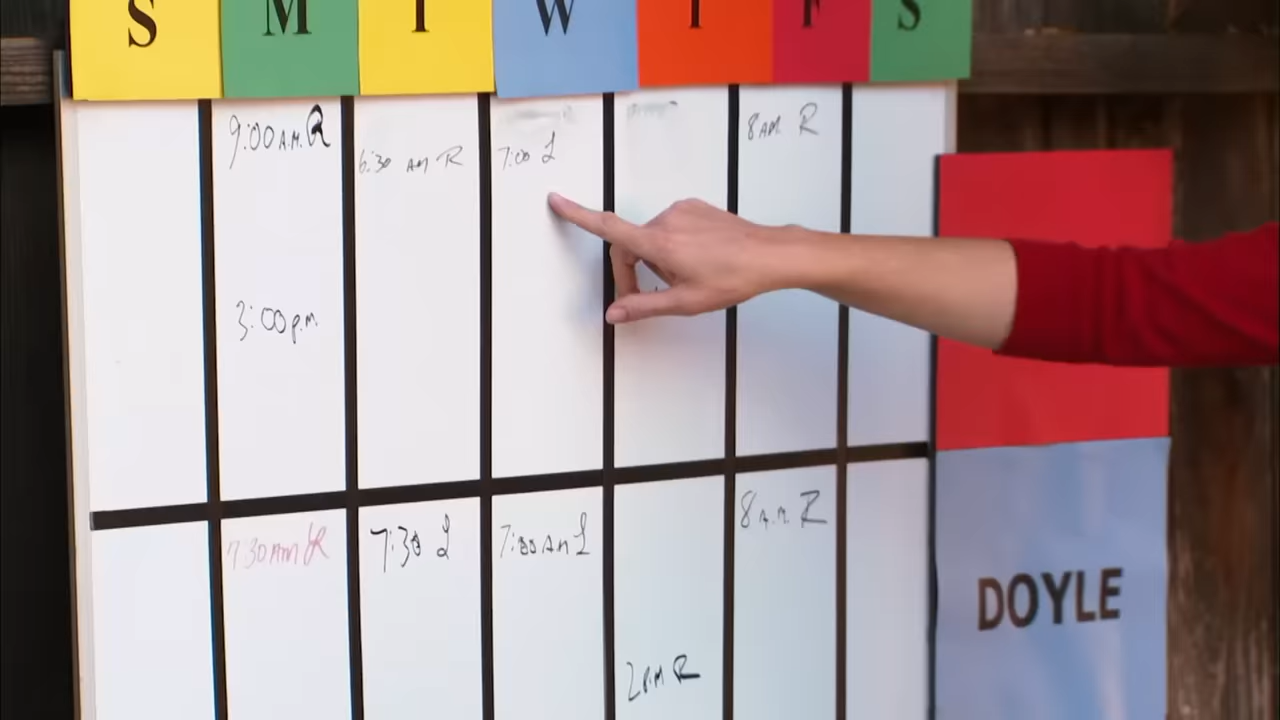 S M T W T F S
9:00 A.M. R
6:30 AM R
7:00 L
8 AM R
3:00 p.m.
7:30 AM R
7:30 L
7:00 AM L
8 A.M. R
DOYLE
2 P.M R